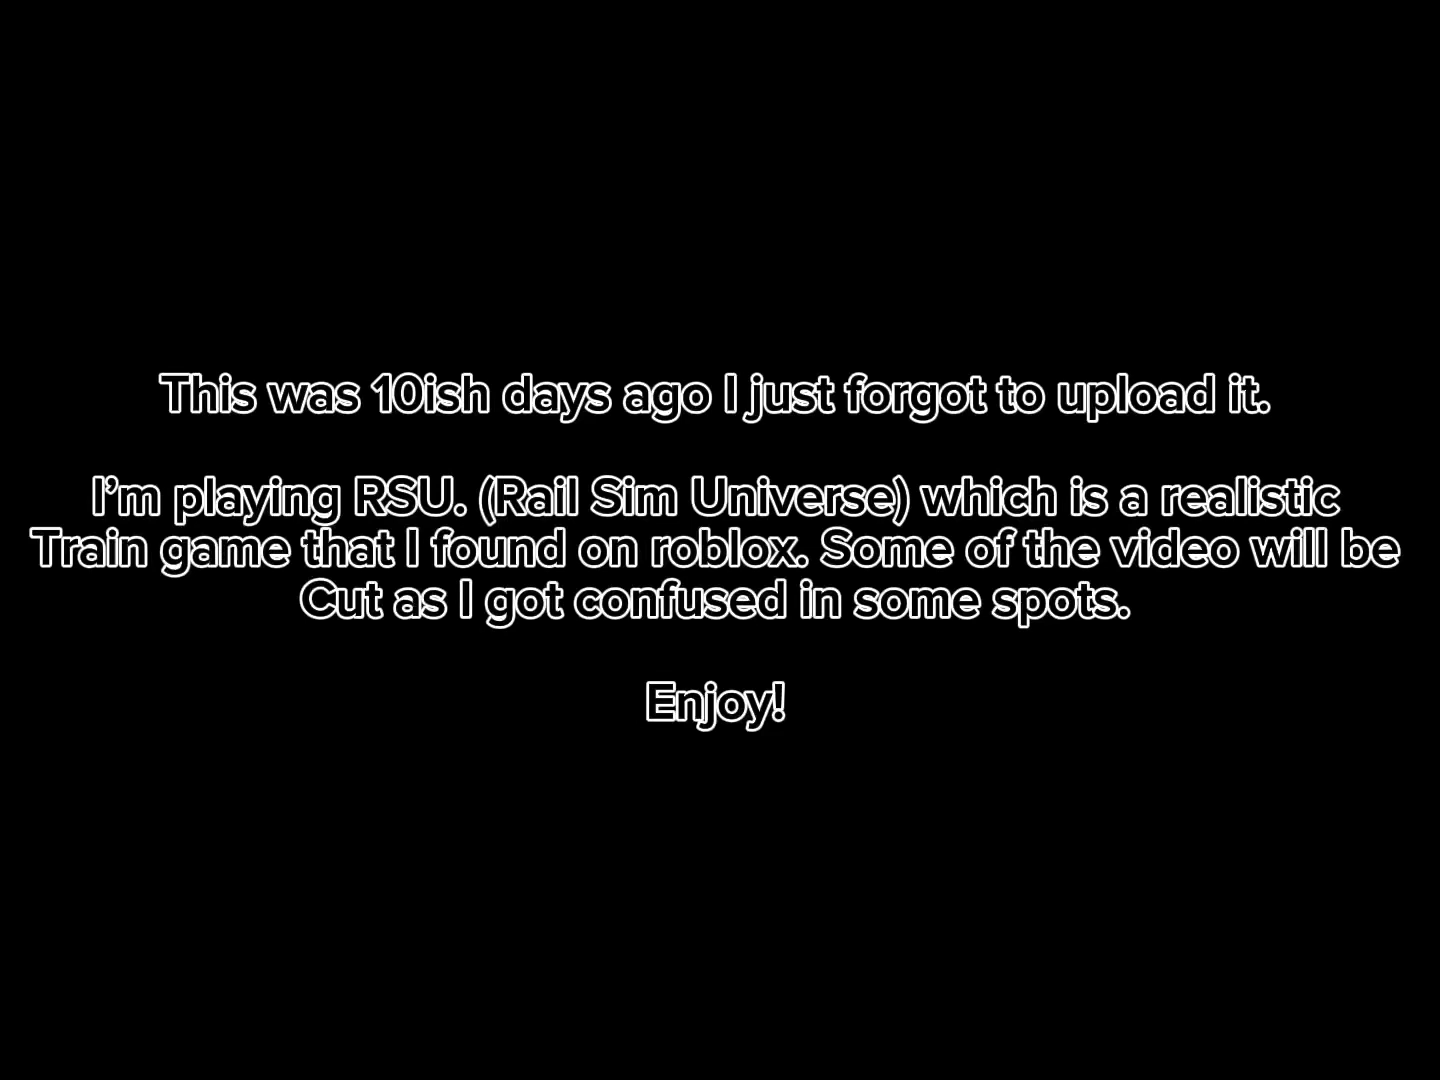 This was 10ish days ago I just forgot to upload it.
I'm playing RSU. (Rail Sim Universe) which is a realistic
Train game that I found on roblox. Some of the video will be
Cut as I got confused in some spots.
Enjoy!